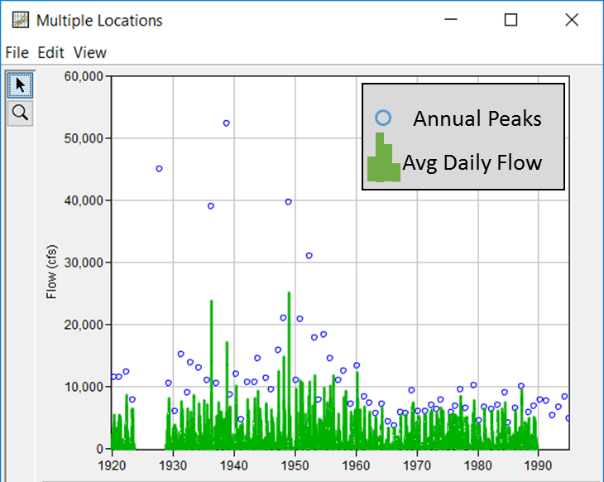 Multiple Locations
File Edit View
60,000
50,000
40,000
30,000
20,000
10,000
0
Flow (cfs)
Annual Peaks
Avg Daily Flow
1920 1930 1940 1950 1960 1970 1980 1990